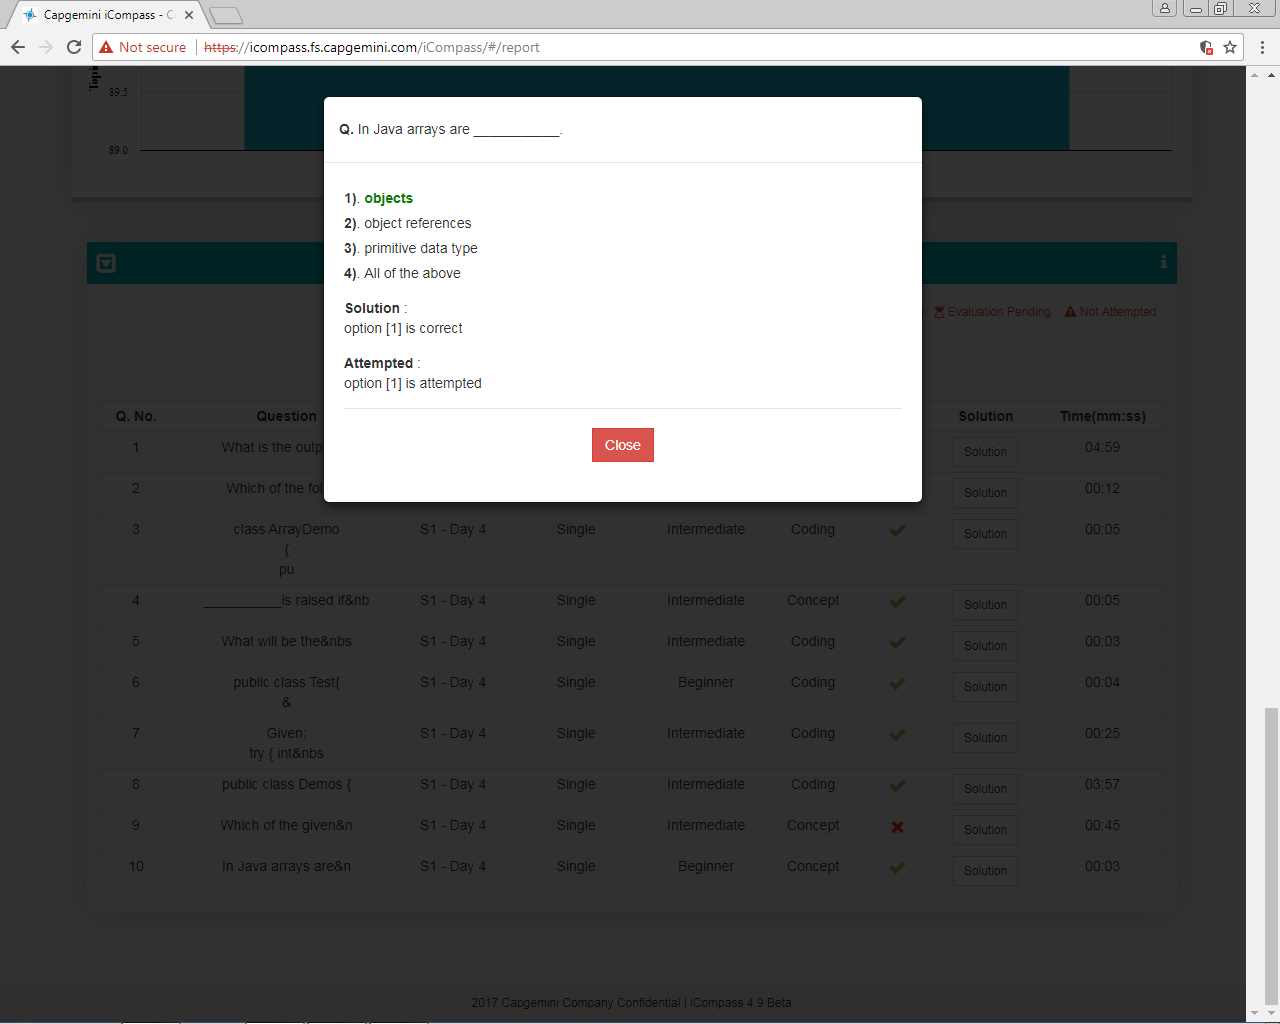 Capgemini iCompass - C
Not secure | https://icompass.fs.capgemini.com/iCompass/#/report
Topi
89.5
89.0
Q. In Java arrays are ___________.
1). objects
2). object references
3). primitive data type
4). All of the above
Solution :
option [1] is correct
Attempted :
option [1] is attempted
Close
Evaluation Pending Not Attempted
Q. No. Question Solution Time(mm:ss)
1 What is the outp Solution 04:59
2 Which of the fol Solution 00:12
3 class ArrayDemo S1 - Day 4 Single Intermediate Coding Solution 00:05
{
pu
4 __________is raised if&nb S1 - Day 4 Single Intermediate Concept Solution 00:05
5 What will be the&nbs S1 - Day 4 Single Intermediate Coding Solution 00:03
6 public class Test{ S1 - Day 4 Single Beginner Coding Solution 00:04
&
7 Given: S1 - Day 4 Single Intermediate Coding Solution 00:25
try { int&nbs
8 public class Demos { S1 - Day 4 Single Intermediate Coding Solution 03:57
9 Which of the given&n S1 - Day 4 Single Intermediate Concept Solution 00:45
10 In Java arrays are&n S1 - Day 4 Single Beginner Concept Solution 00:03
2017 Capgemini Company Confidential | iCompass 4.9 Beta